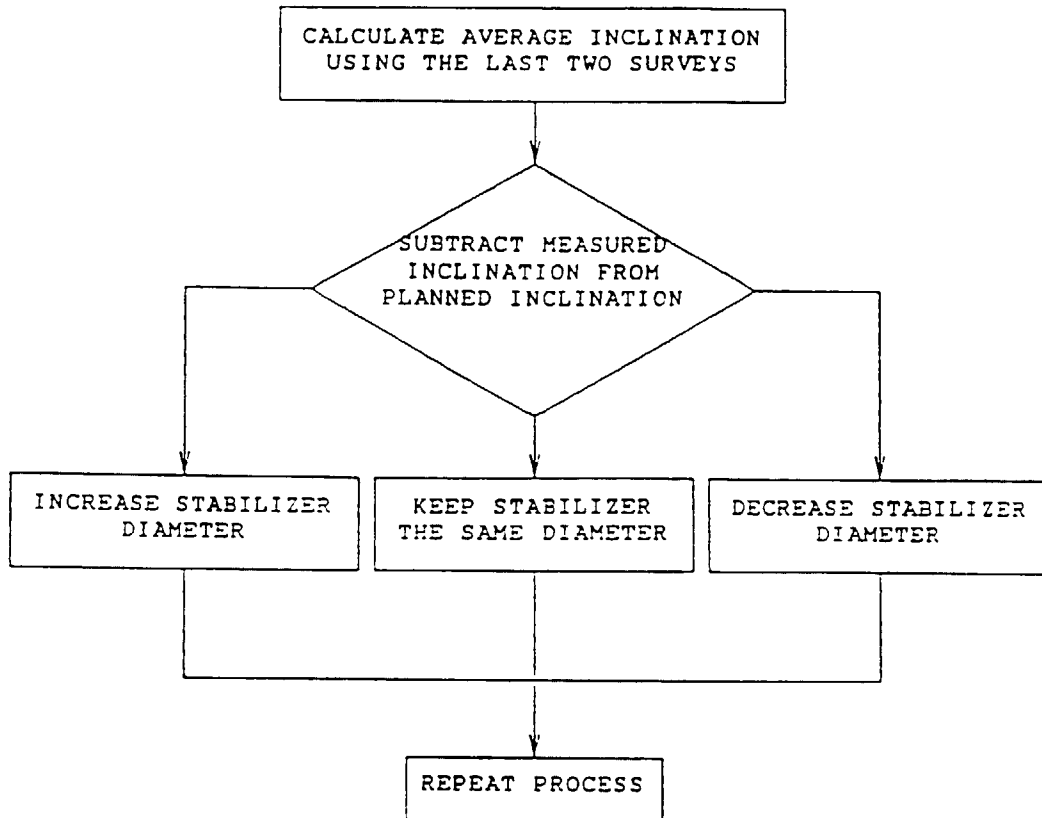 CALCULATE AVERAGE INCLINATION
USING THE LAST TWO SURVEYS
SUBTRACT MEASURED
INCLINATION FROM
PLANNED INCLINATION
INCREASE STABILIZER
DIAMETER
KEEP STABILIZER
THE SAME DIAMETER
DECREASE STABILIZER
DIAMETER
REPEAT PROCESS